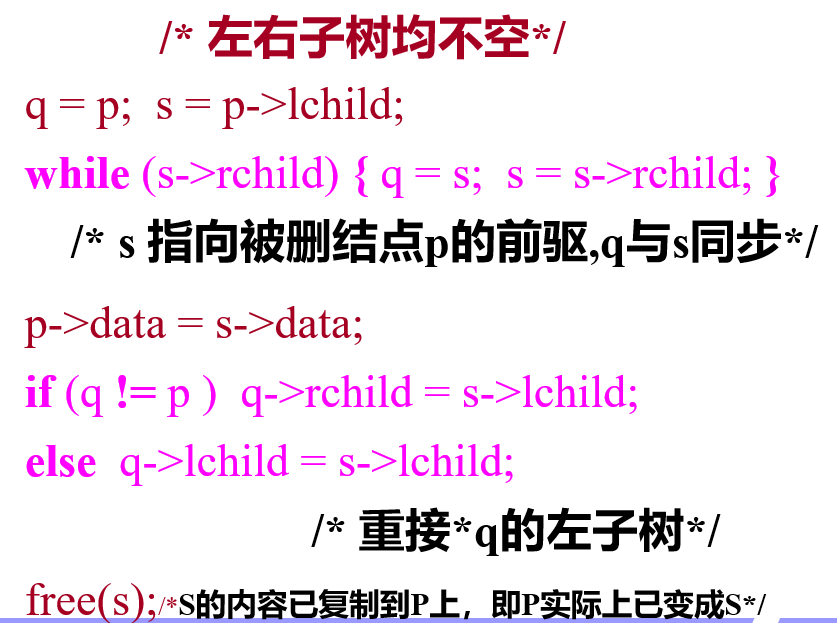 /* 左右子树均不空*/
q = p; s = p->lchild;
while (s->rchild) { q = s; s = s->rchild; }
/* s 指向被删结点p的前驱,q与s同步*/
p->data = s->data;
if (q != p ) q->rchild = s->lchild;
else q->lchild = s->lchild;
/* 重接*q的左子树*/
free(s);/*S的内容已复制到P上，即P实际上已变成S*/